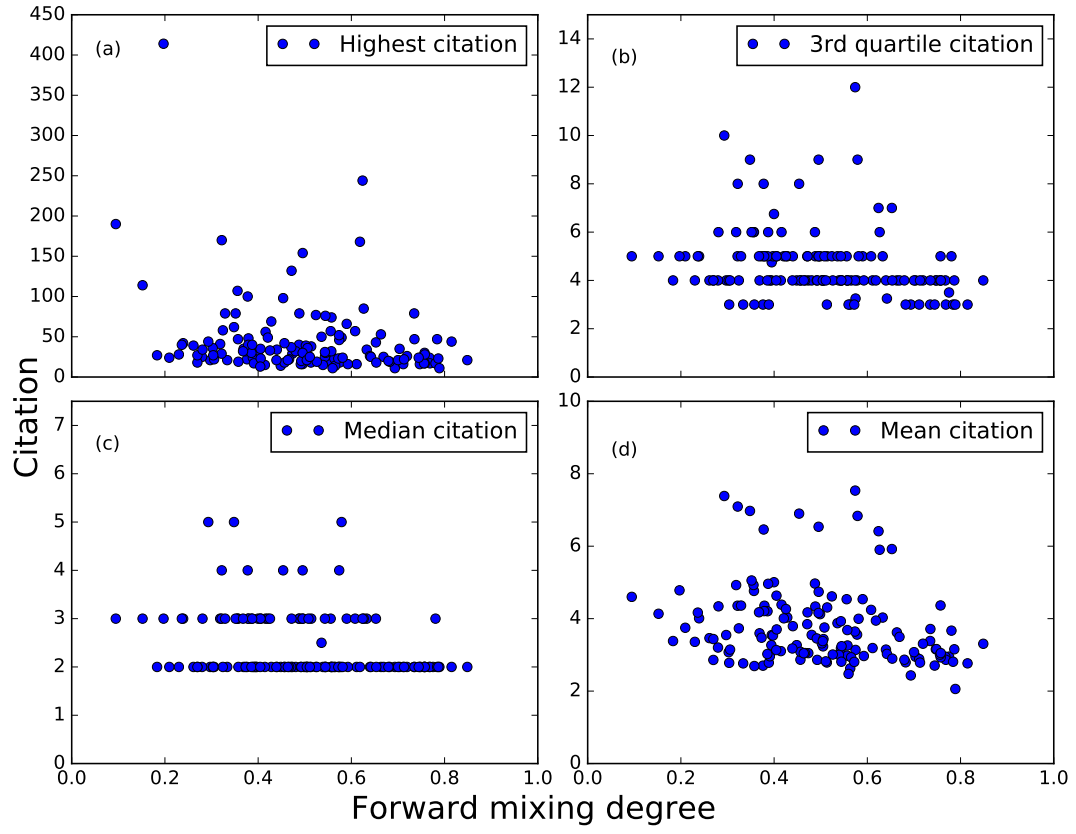 450
400
350
300
250
200
150
100
50
0
(a)
Highest citation
14
12
10
8
6
4
2
0
(b)
3rd quartile citation
7
6
5
4
3
2
1
0
(c)
Median citation
0.0 0.2 0.4 0.6 0.8 1.0
10
8
6
4
2
0
(d)
Mean citation
0.0 0.2 0.4 0.6 0.8 1.0
Citation
Forward mixing degree